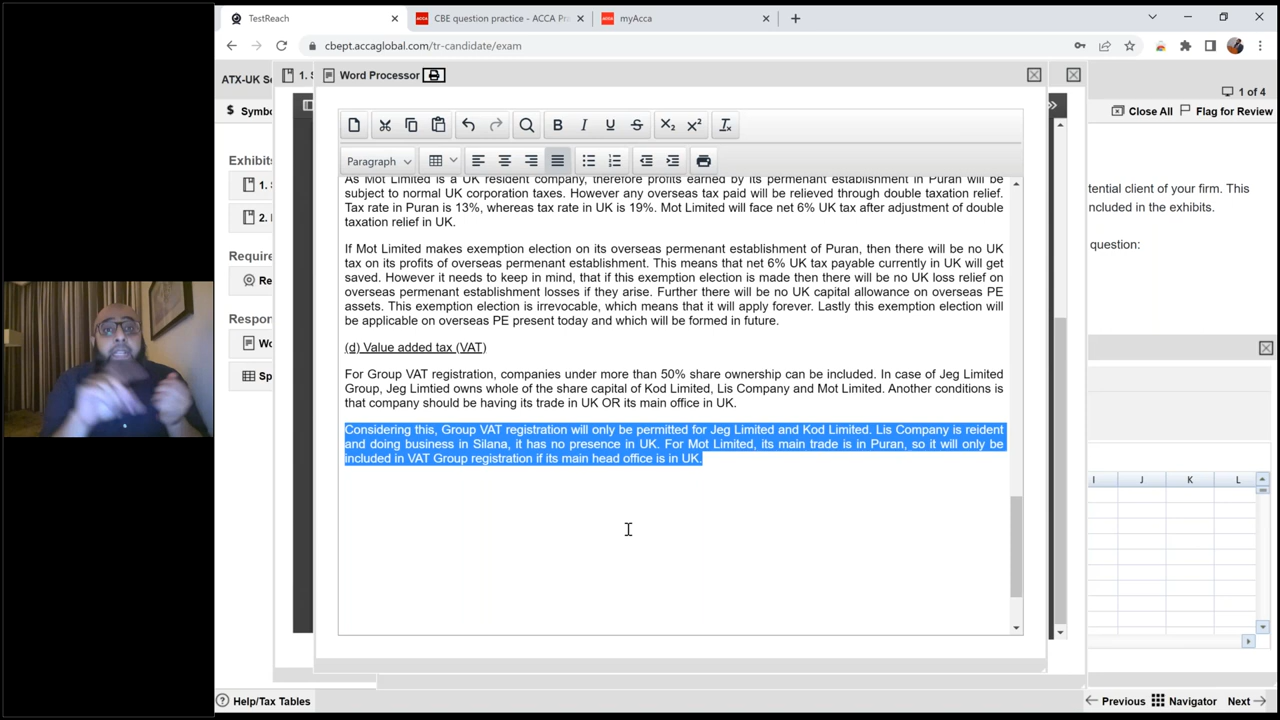 TestReach
CBE question practice - ACCA Pra
myAcca
cbept.accaglobal.com/tr-candidate/exam
ATX-UK Se
1. S
Word Processor
1 of 4
$ Symbo
Close All
Flag for Review
Paragraph
Exhibits
1. S
2. I
Require
Re
Respon
Wo
Sp
tential client of your firm. This
ncluded in the exhibits.
question:
As Mot Limited is a UK resident company, therefore profits earned by its permanent establishment in Puran will be
subject to normal UK corporation taxes. However any overseas tax paid will be relieved through double taxation relief.
Tax rate in Puran is 13%, whereas tax rate in UK is 19%. Mot Limited will face net 6% UK tax after adjustment of double
taxation relief in UK.
If Mot Limited makes exemption election on its overseas permenant establishment of Puran, then there will be no UK
tax on its profits of overseas permenant establishment. This means that net 6% UK tax payable currently in UK will get
saved. However it needs to keep in mind, that if this exemption election is made then there will be no UK loss relief on
overseas permenant establishment losses if they arise. Further there will be no UK capital allowance on overseas PE
assets. This exemption election is irrevocable, which means that it will apply forever. Lastly this exemption election will
be applicable on overseas PE present today and which will be formed in future.
(d) Value added tax (VAT)
For Group VAT registration, companies under more than 50% share ownership can be included. In case of Jeg Limited
Group, Jeg Limtied owns whole of the share capital of Kod Limited, Lis Company and Mot Limited. Another conditions is
that company should be having its trade in UK OR its main office in UK.
Considering this, Group VAT registration will only be permitted for Jeg Limited and Kod Limited. Lis Company is reident
and doing business in Silana, it has no presence in UK. For Mot Limited, its main trade is in Puran, so it will only be
included in VAT Group registration if its main head office is in UK.
I J K L
Help/Tax Tables
Previous
Navigator
Next